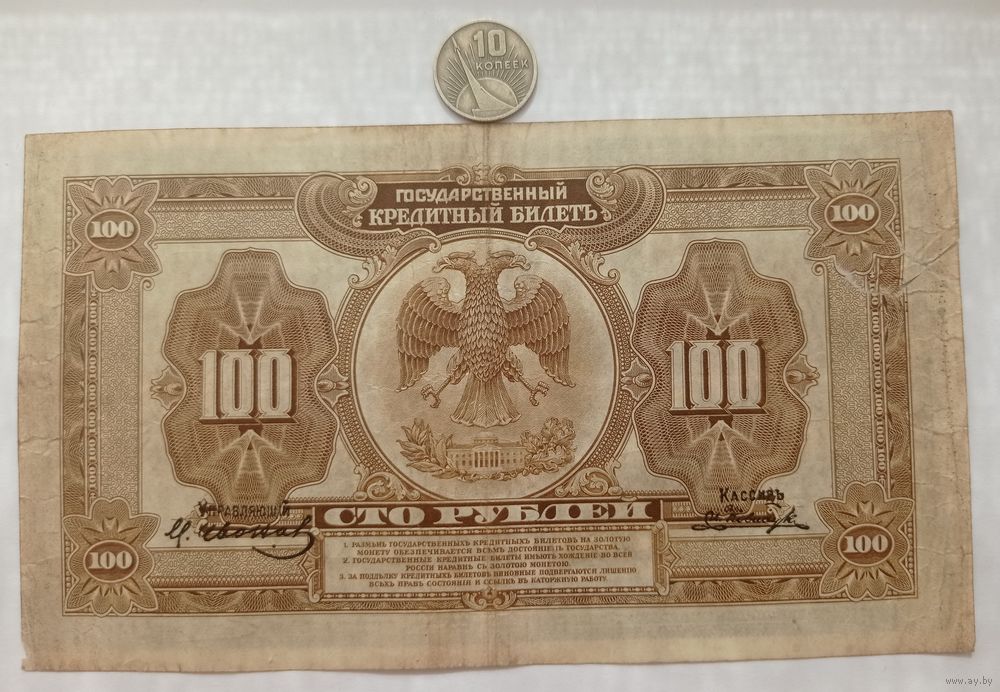 10
КОПЕЕК
ГОСУДАРСТВЕННЫЙ
КРЕДИТНЫЙ БИЛЕТЪ
100
100
100
100
УПРАВЛЯЮЩІЙ
КАССИРЪ
СТО РУБЛЕЙ
1. РАЗМѢНЪ ГОСУДАРСТВЕННЫХЪ КРЕДИТНЫХЪ БИЛЕТОВЪ НА ЗОЛОТУЮ
МОНЕТУ ОБЕЗПЕЧИВАЕТСЯ ВСѢМЪ ДОСТОЯНІЕМЪ ГОСУДАРСТВА.
2. ГОСУДАРСТВЕННЫЕ КРЕДИТНЫЕ БИЛЕТЫ ИМѢЮТЪ ХОЖДЕНІЕ ВО ВСЕЙ
РОССІИ НАРАВНѢ СЪ ЗОЛОТОЮ МОНЕТОЮ.
3. ЗА ПОДДѢЛКУ КРЕДИТНЫХЪ БИЛЕТОВЪ ВИНОВНЫЕ ПОДВЕРГАЮТСЯ ЛИШЕНІЮ
ВСѢХЪ ПРАВЪ СОСТОЯНІЯ И ССЫЛКѢ ВЪ КАТОРЖНУЮ РАБОТУ.
100
100
www.ay.by